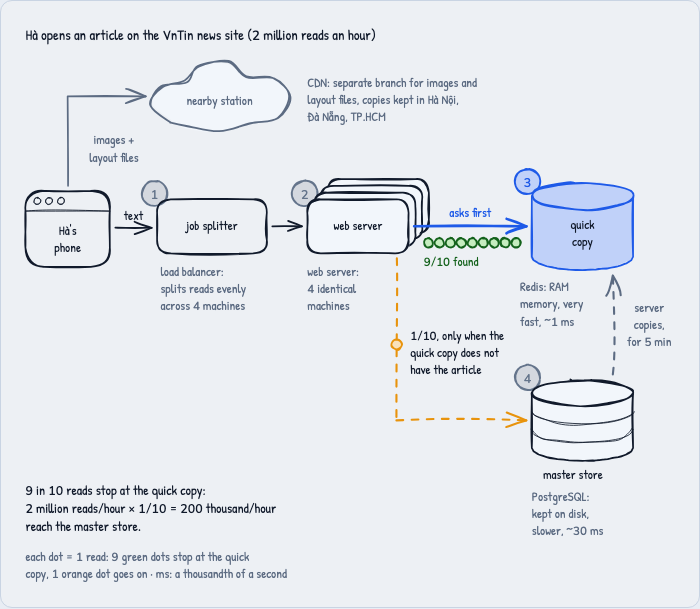 Hà opens an article on the VnTin news site (2 million reads an hour)
nearby station
CDN: separate branch for images and
layout files, copies kept in Hà Nội,
Đà Nẵng, TP.HCM
images +
layout files
Hà's
phone
text
1
job splitter
load balancer:
splits reads evenly
across 4 machines
2
web server
web server:
4 identical
machines
asks first
9/10 found
3
quick
copy
Redis: RAM
memory, very
fast, ~1 ms
server
copies,
for 5 min
1/10, only when the
quick copy does not
have the article
4
master store
PostgreSQL:
kept on disk,
slower, ~30 ms
9 in 10 reads stop at the quick copy:
2 million reads/hour × 1/10 = 200 thousand/hour
reach the master store.
each dot = 1 read: 9 green dots stop at the quick
copy, 1 orange dot goes on · ms: a thousandth of a second